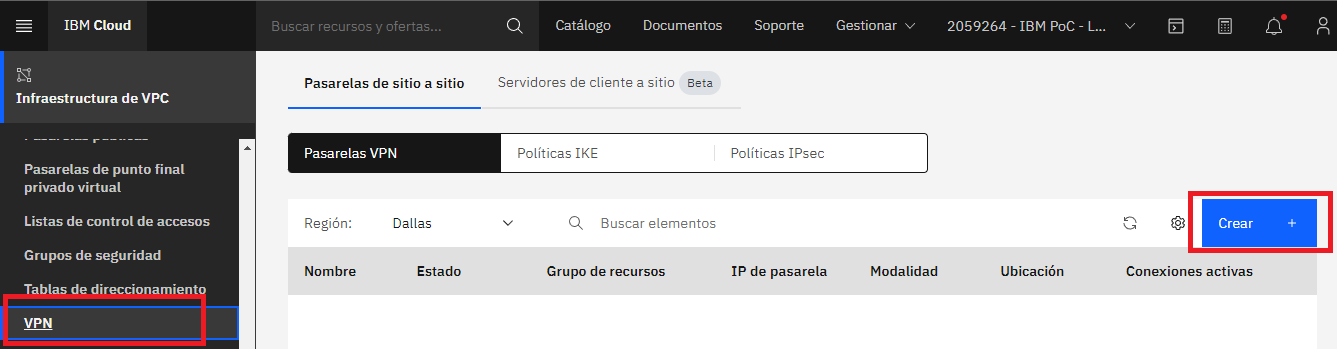 IBM Cloud
Buscar recursos y ofertas...
Catálogo
Documentos
Soporte
Gestionar
2059264 - IBM PoC - L...
Infraestructura de VPC
Pasarelas de punto final
privado virtual
Listas de control de accesos
Grupos de seguridad
Tablas de direccionamiento
VPN
Pasarelas de sitio a sitio
Servidores de cliente a sitio
Beta
Pasarelas VPN
Políticas IKE
Políticas IPsec
Región:
Dallas
Buscar elementos
Crear +
Nombre
Estado
Grupo de recursos
IP de pasarela
Modalidad
Ubicación
Conexiones activas